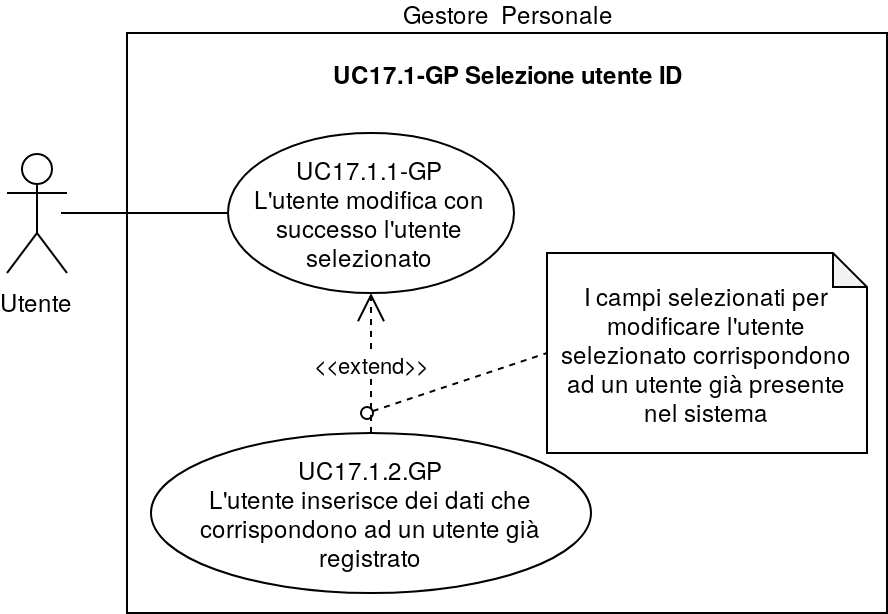 Gestore  Personale
UC17.1-GP Selezione utente ID
UC17.1.1-GP
L'utente modifica con
successo l'utente
selezionato
Utente
I campi selezionati per
modificare l'utente
selezionato corrispondono
ad un utente già presente
nel sistema
<<extend>>
UC17.1.2.GP
L'utente inserisce dei dati che
corrispondono ad un utente già
registrato